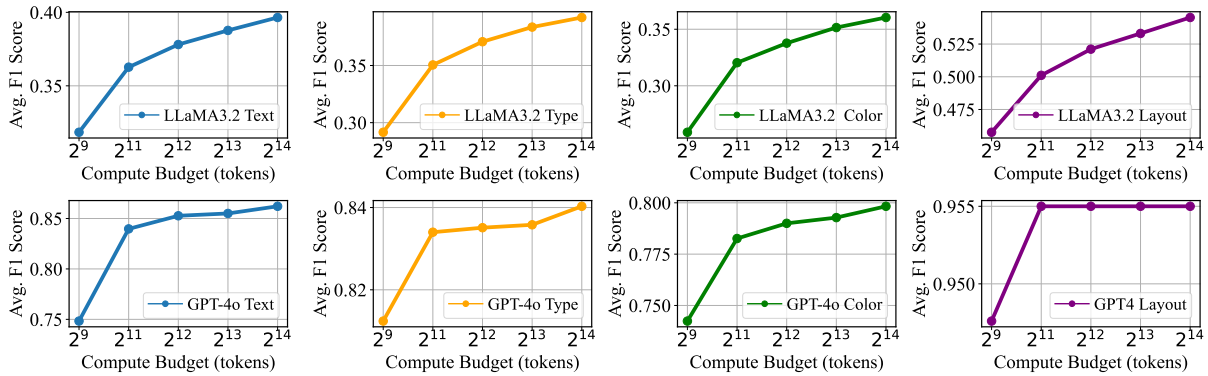 Avg. F1 Score
0.40
0.35
LLaMA3.2 Text
2^9 2^11 2^12 2^13 2^14
Compute Budget (tokens)
Avg. F1 Score
0.35
0.30
LLaMA3.2 Type
2^9 2^11 2^12 2^13 2^14
Compute Budget (tokens)
Avg. F1 Score
0.35
0.30
LLaMA3.2  Color
2^9 2^11 2^12 2^13 2^14
Compute Budget (tokens)
Avg. F1 Score
0.525
0.500
0.475
LLaMA3.2 Layout
2^9 2^11 2^12 2^13 2^14
Compute Budget (tokens)
Avg. F1 Score
0.85
0.80
0.75
GPT-4o Text
2^9 2^11 2^12 2^13 2^14
Compute Budget (tokens)
Avg. F1 Score
0.84
0.82
GPT-4o Type
2^9 2^11 2^12 2^13 2^14
Compute Budget (tokens)
Avg. F1 Score
0.800
0.775
0.750
GPT-4o Color
2^9 2^11 2^12 2^13 2^14
Compute Budget (tokens)
Avg. F1 Score
0.955
0.950
GPT4 Layout
2^9 2^11 2^12 2^13 2^14
Compute Budget (tokens)